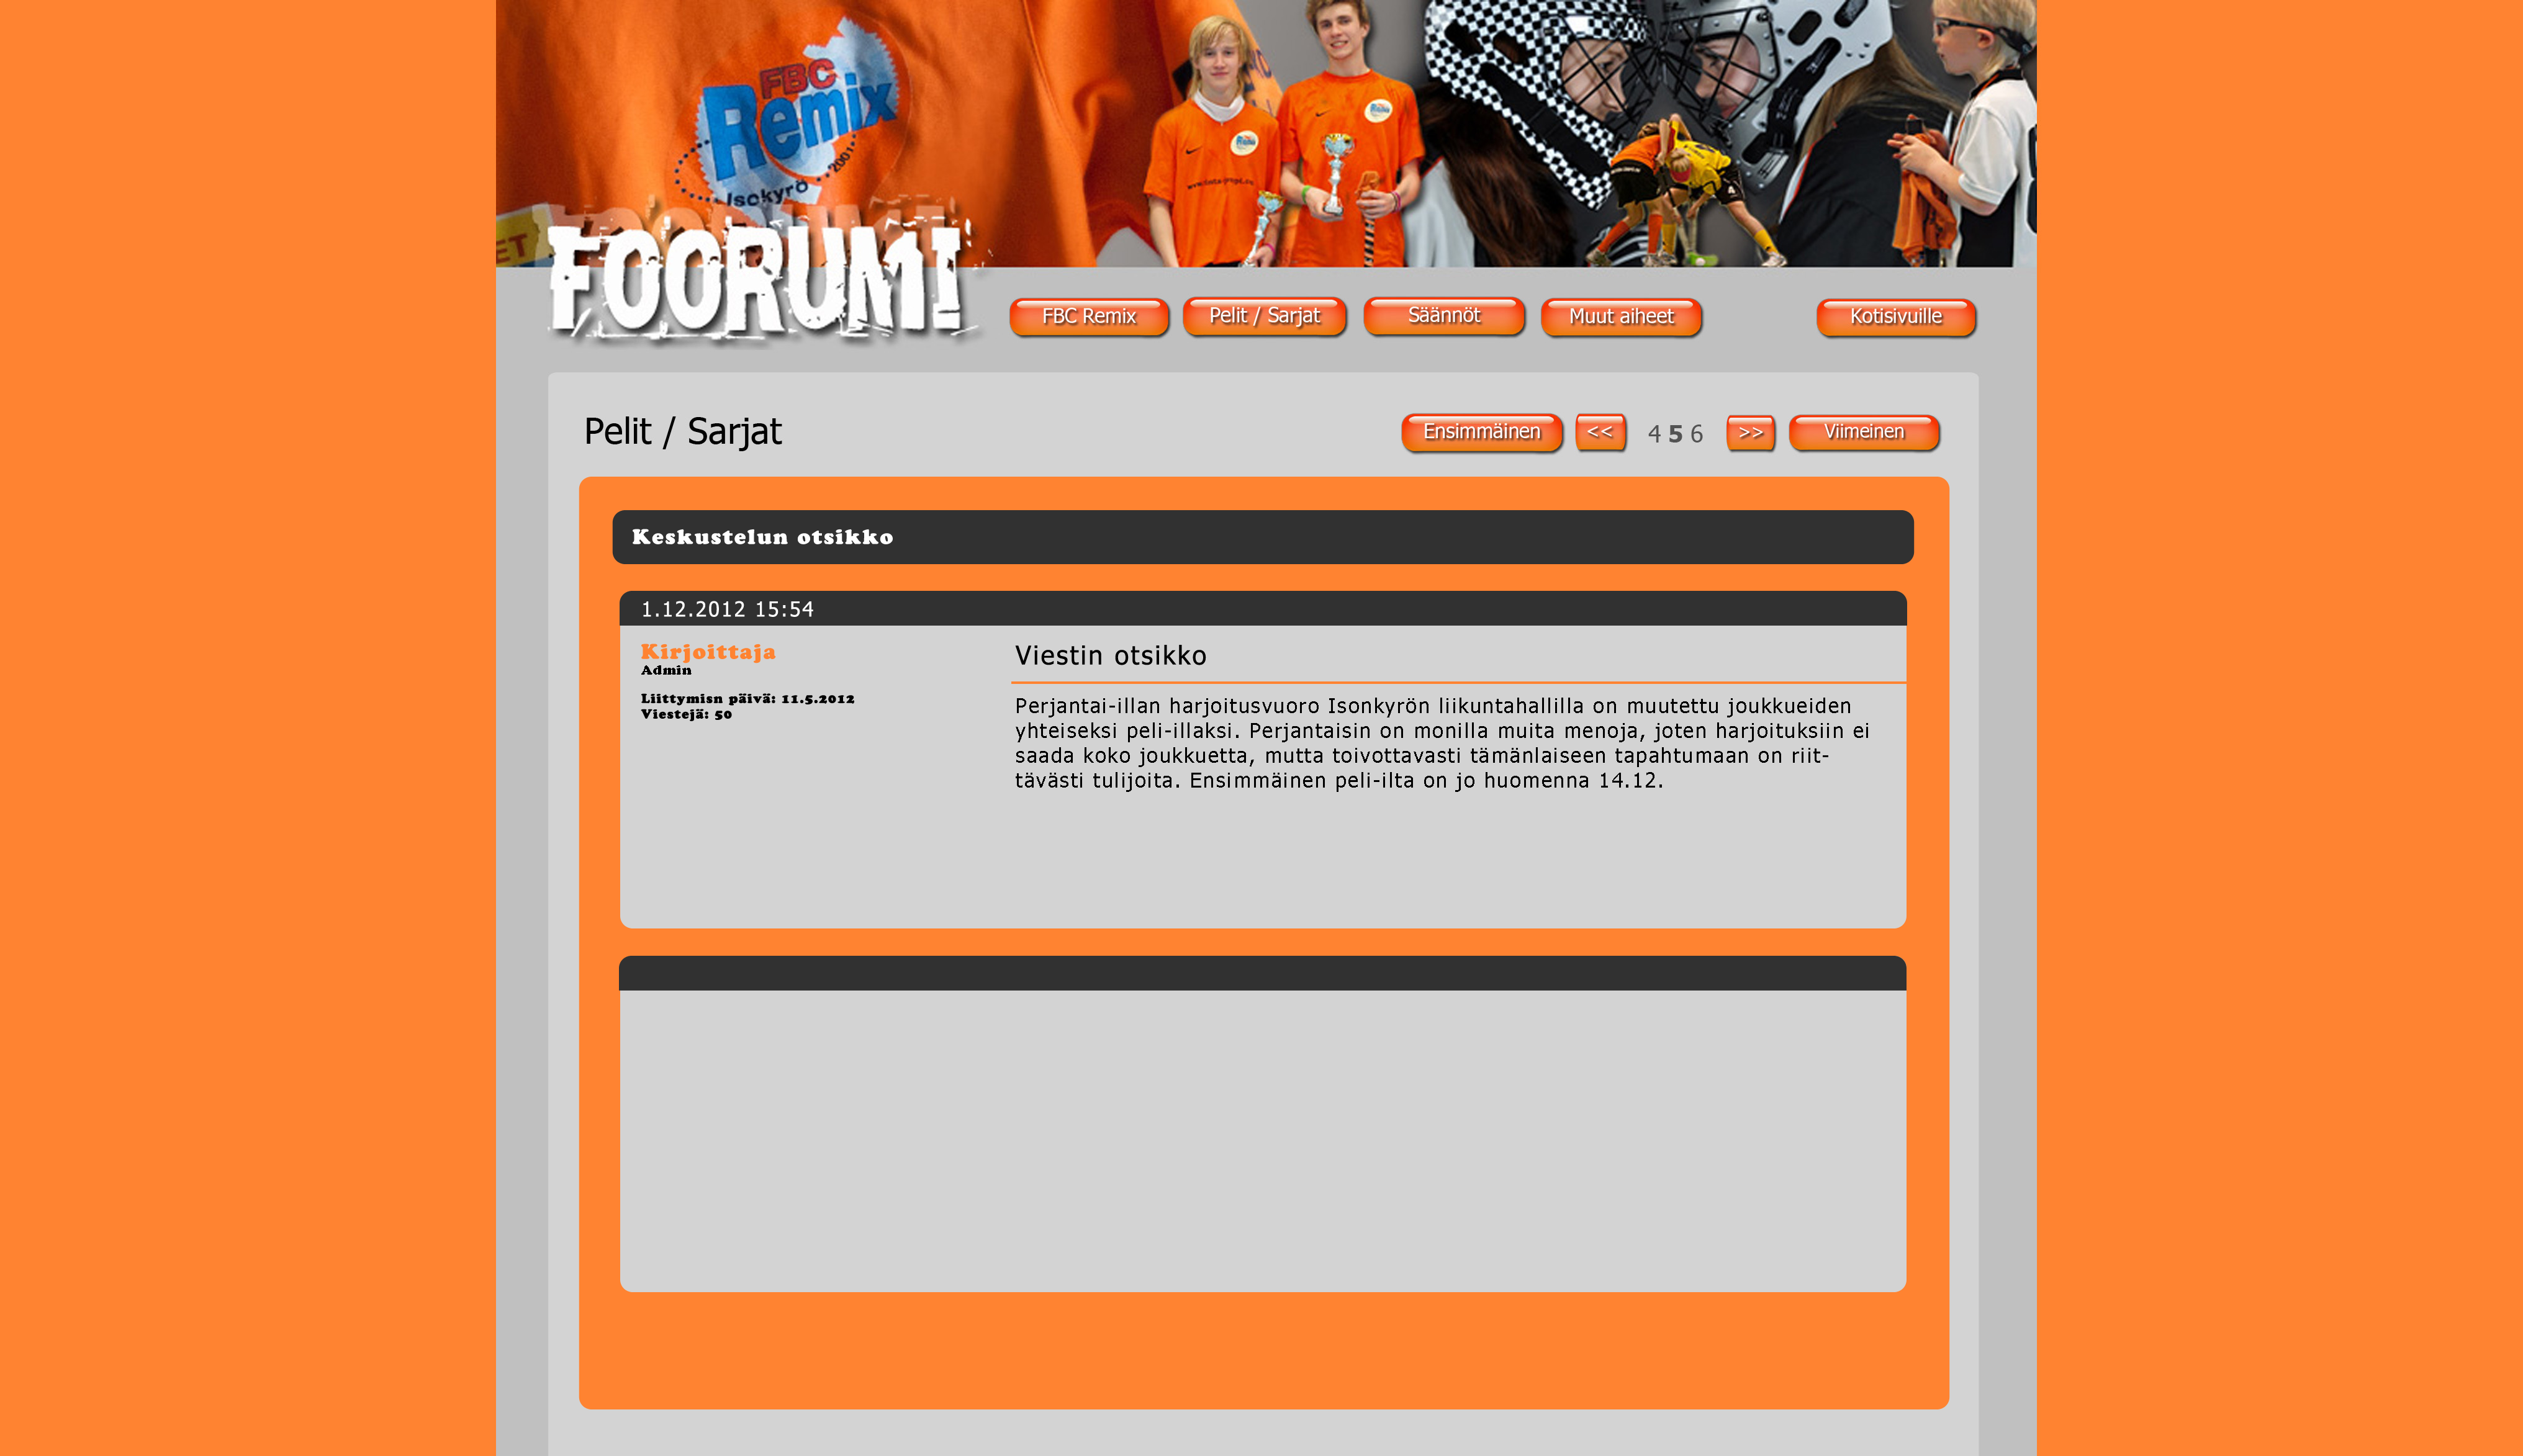 FBC
Remix
2001
Isokyrö
ET
FOORUMI
FBC Remix
Pelit / Sarjat
Säännöt
Muut aiheet
Kotisivuille
Pelit / Sarjat
Ensimmäinen
<<
4 5 6
>>
Viimeinen
Keskustelun otsikko
1.12.2012 15:54
Kirjoittaja
Admin
Liittymisn päivä: 11.5.2012
Viestejä: 50
Viestin otsikko
Perjantai-illan harjoitusvuoro Isonkyrön liikuntahallilla on muutettu joukkueiden
yhteiseksi peli-illaksi. Perjantaisin on monilla muita menoja, joten harjoituksiin ei
saada koko joukkuetta, mutta toivottavasti tämänlaiseen tapahtumaan on riit-
tävästi tulijoita. Ensimmäinen peli-ilta on jo huomenna 14.12.